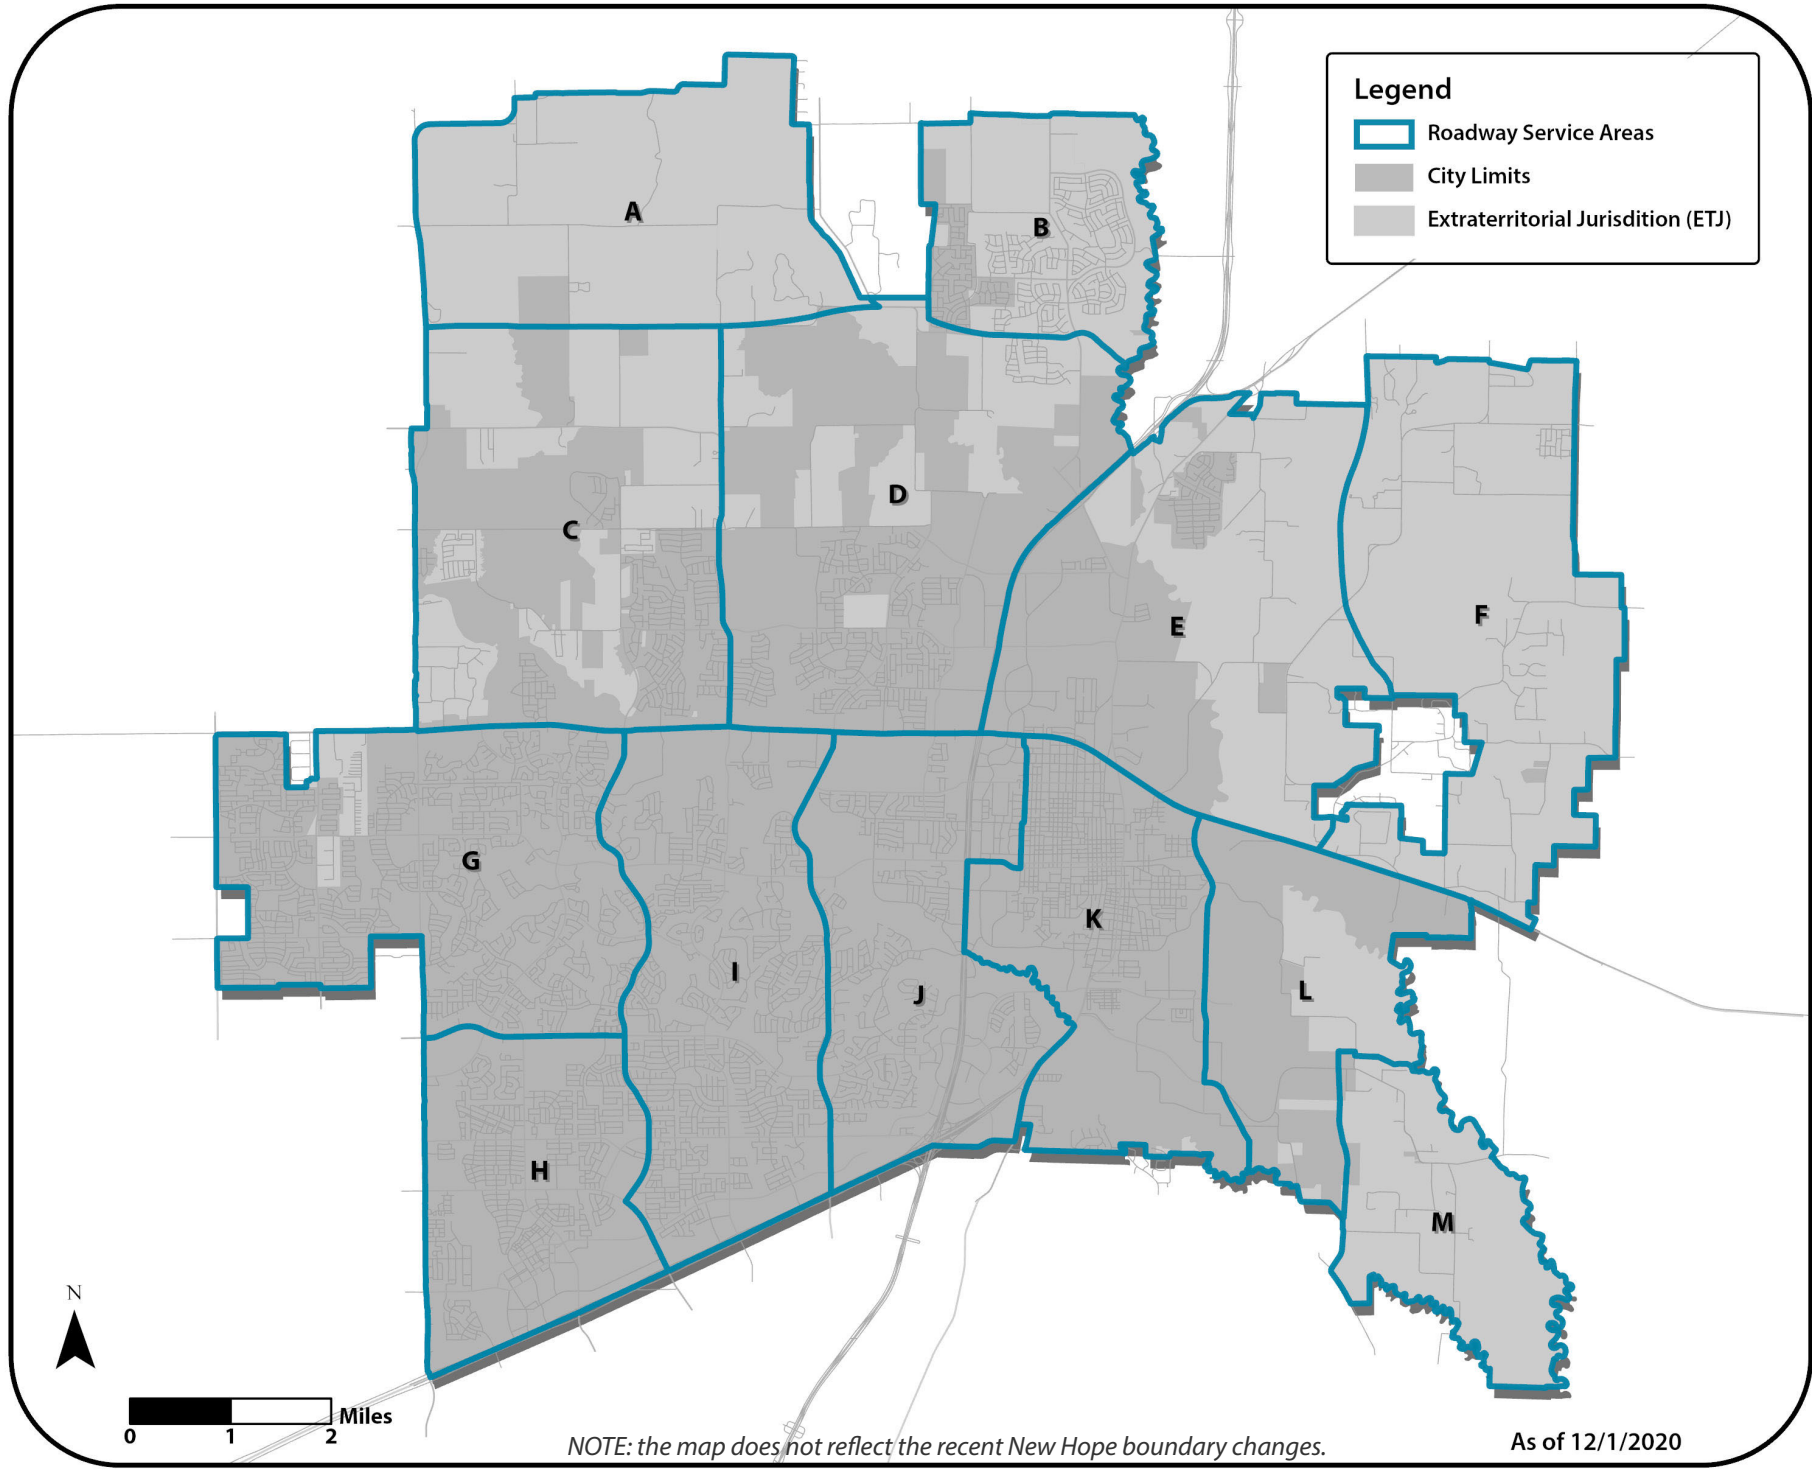 Legend
Roadway Service Areas
City Limits
Extraterritorial Jurisdition (ETJ)
A
B
C
D
E
F
G
H
I
J
K
L
M
N
Miles
0 1 2
NOTE: the map does not reflect the recent New Hope boundary changes.
As of 12/1/2020